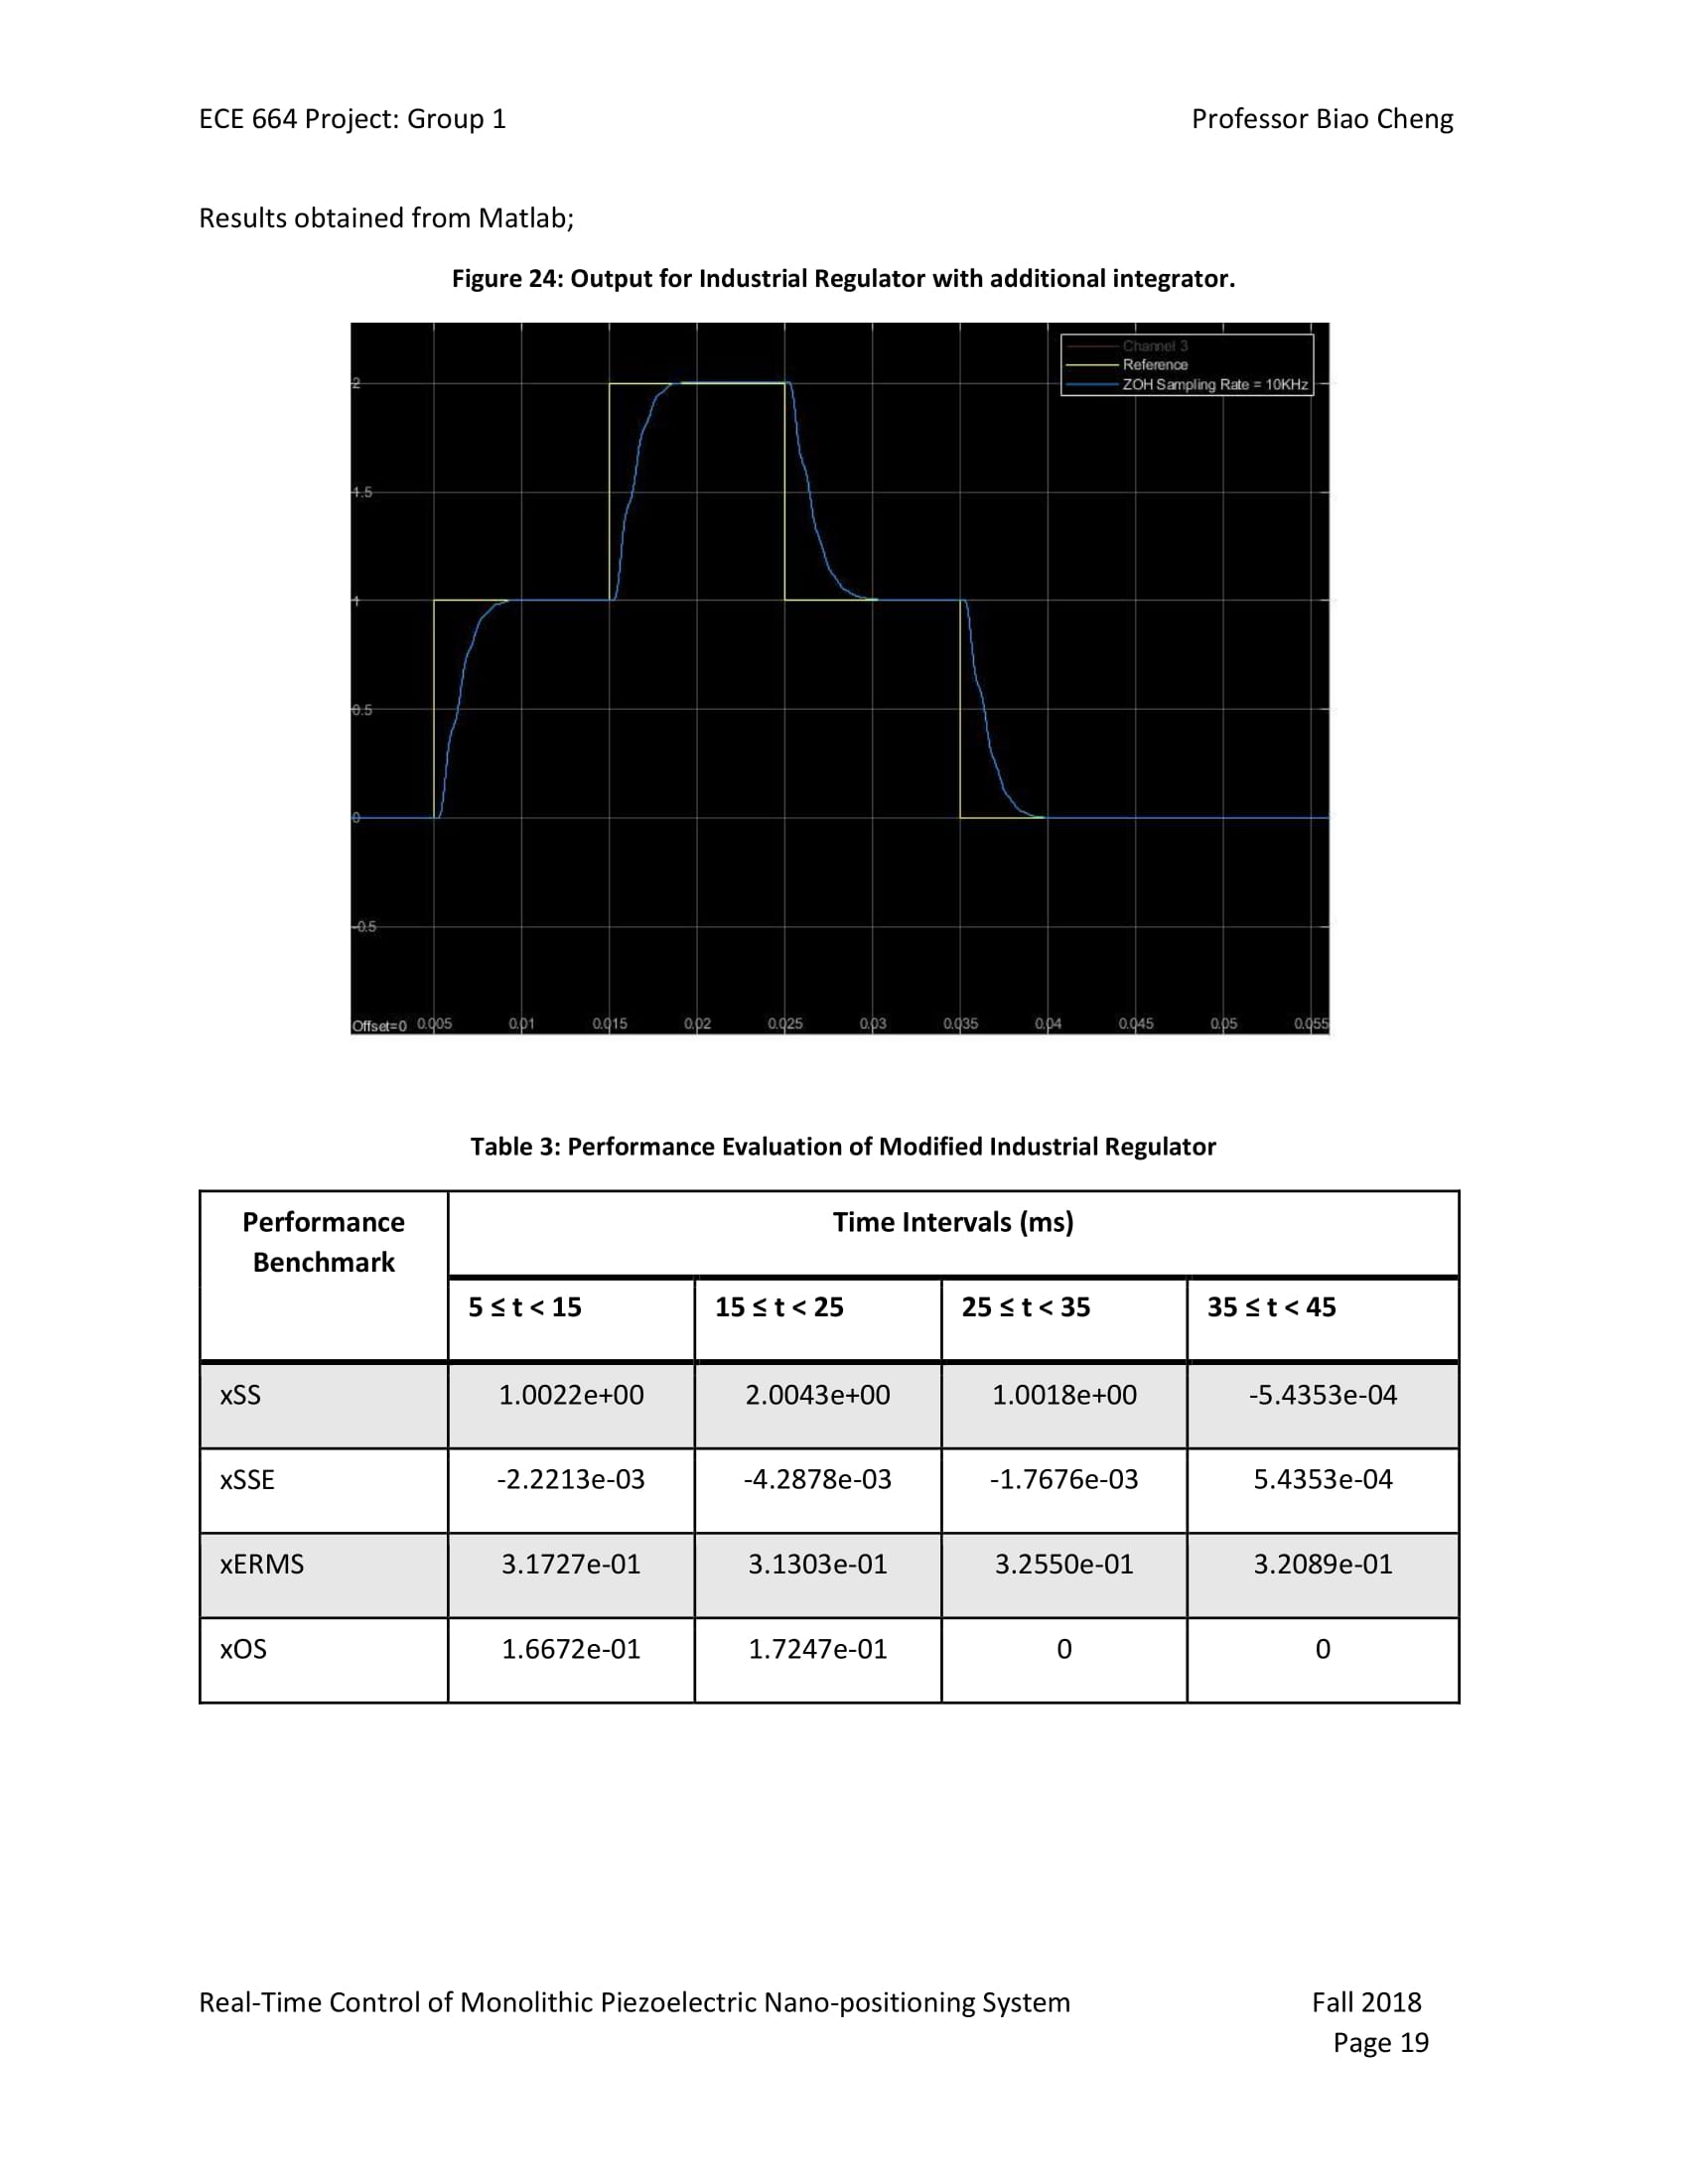 ECE 664 Project: Group 1 Professor Biao Cheng
Results obtained from Matlab;
Figure 24: Output for Industrial Regulator with additional integrator.
Channel 3
Reference
ZOH Sampling Rate = 10KHz
2
1.5
1
0.5
0
-0.5
Offset=0 0.005 0.01 0.015 0.02 0.025 0.03 0.035 0.04 0.045 0.05 0.055
Table 3: Performance Evaluation of Modified Industrial Regulator
Performance Benchmark Time Intervals (ms)
5 ≤ t < 15 15 ≤ t < 25 25 ≤ t < 35 35 ≤ t < 45
xSS 1.0022e+00 2.0043e+00 1.0018e+00 -5.4353e-04
xSSE -2.2213e-03 -4.2878e-03 -1.7676e-03 5.4353e-04
xERMS 3.1727e-01 3.1303e-01 3.2550e-01 3.2089e-01
xOS 1.6672e-01 1.7247e-01 0 0
Real-Time Control of Monolithic Piezoelectric Nano-positioning System Fall 2018
Page 19